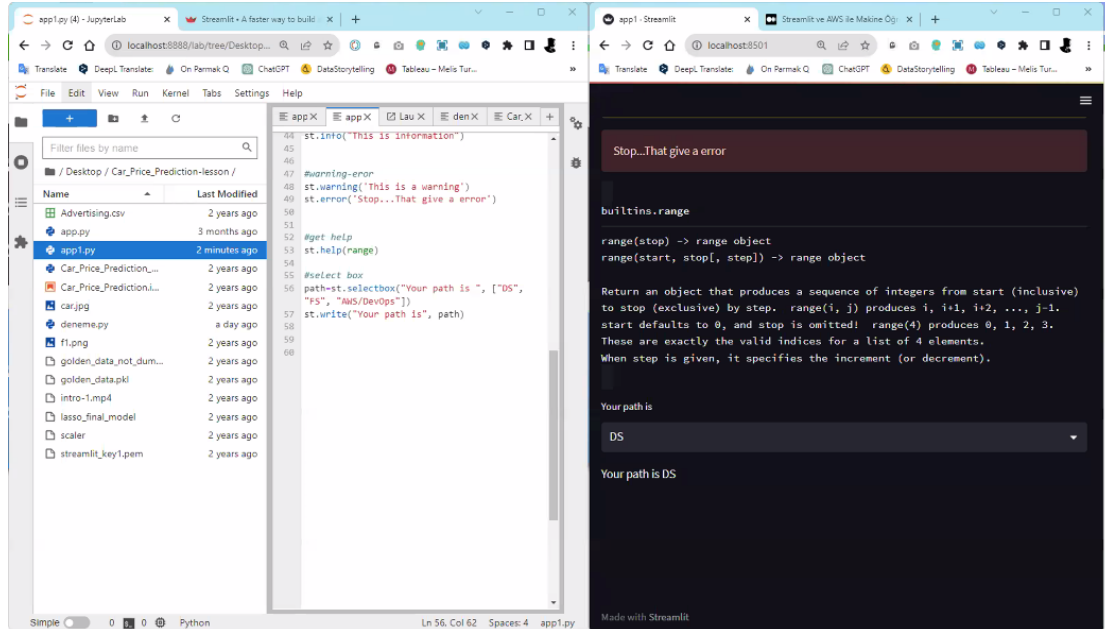 app1.py (4) - JupyterLab
Streamlit • A faster way to build
localhost:8888/lab/tree/Desktop...
Translate DeepL Translate: On Parmak Q ChatGPT DataStorytelling Tableau – Melis Tur... »
File Edit View Run Kernel Tabs Settings Help
Filter files by name
/ Desktop / Car_Price_Prediction-lesson /
Name Last Modified
Advertising.csv 2 years ago
app.py 3 months ago
app1.py 2 minutes ago
Car_Price_Prediction_... 2 years ago
Car_Price_Prediction.i... 2 years ago
car.jpg 2 years ago
deneme.py a day ago
f1.png 2 years ago
golden_data_not_dum... 2 years ago
golden_data.pkl 2 years ago
intro-1.mp4 2 years ago
lasso_final_model 2 years ago
scaler 2 years ago
streamlit_key1.pem 2 years ago
app app Lau den Car_
44 st.info("This is information")
45
46
47 #warning-eror
48 st.warning('This is a warning')
49 st.error('Stop...That give a error')
50
51
52 #get help
53 st.help(range)
54
55 #select box
56 path=st.selectbox("Your path is ", ["DS",
"FS", "AWS/DevOps"])
57 st.write("Your path is", path)
58
59
60
Simple 0 1 0 Python Ln 56, Col 62 Spaces: 4 app1.py
app1 - Streamlit
Streamlit ve AWS ile Makine Öğ
localhost:8501
Translate DeepL Translate: On Parmak Q ChatGPT DataStorytelling Tableau – Melis Tur... »
Stop...That give a error
builtins.range
range(stop) -> range object
range(start, stop[, step]) -> range object
Return an object that produces a sequence of integers from start (inclusive)
to stop (exclusive) by step. range(i, j) produces i, i+1, i+2, ..., j-1.
start defaults to 0, and stop is omitted! range(4) produces 0, 1, 2, 3.
These are exactly the valid indices for a list of 4 elements.
When step is given, it specifies the increment (or decrement).
Your path is
DS
Your path is DS
Made with Streamlit